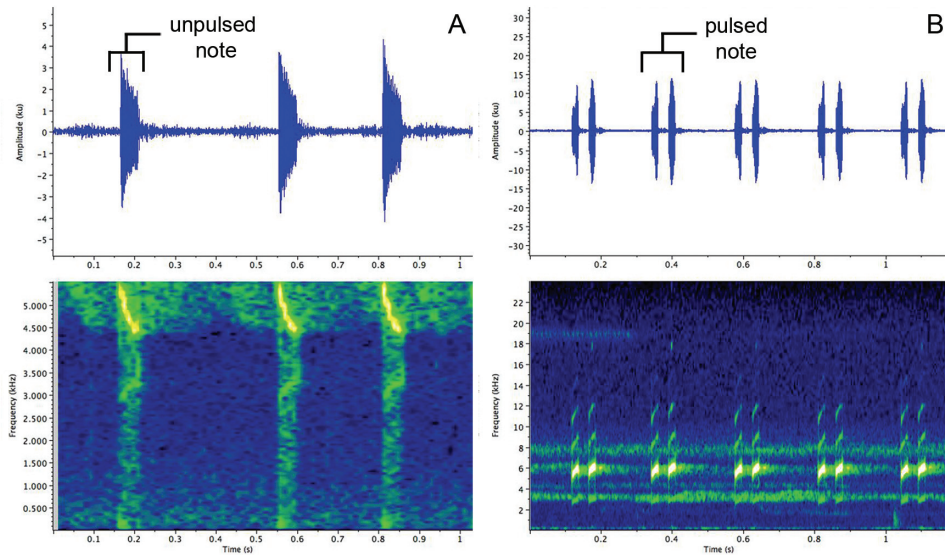 unpulsed
note
A
Amplitude (ku)
5
4
3
2
1
0
-1
-2
-3
-4
-5
0.1 0.2 0.3 0.4 0.5 0.6 0.7 0.8 0.9 1
Time (s)
pulsed
note
B
Amplitude (ku)
30
25
20
15
10
5
0
-5
-10
-15
-20
-25
-30
0.2 0.4 0.6 0.8 1
Time (s)
Frequency (kHz)
5.000
4.500
4.000
3.500
3.000
2.500
2.000
1.500
1.000
0.500
0 0.1 0.2 0.3 0.4 0.5 0.6 0.7 0.8 0.9 1
Time (s)
Frequency (kHz)
22
20
18
16
14
12
10
8
6
4
2
0.2 0.4 0.6 0.8 1
Time (s)